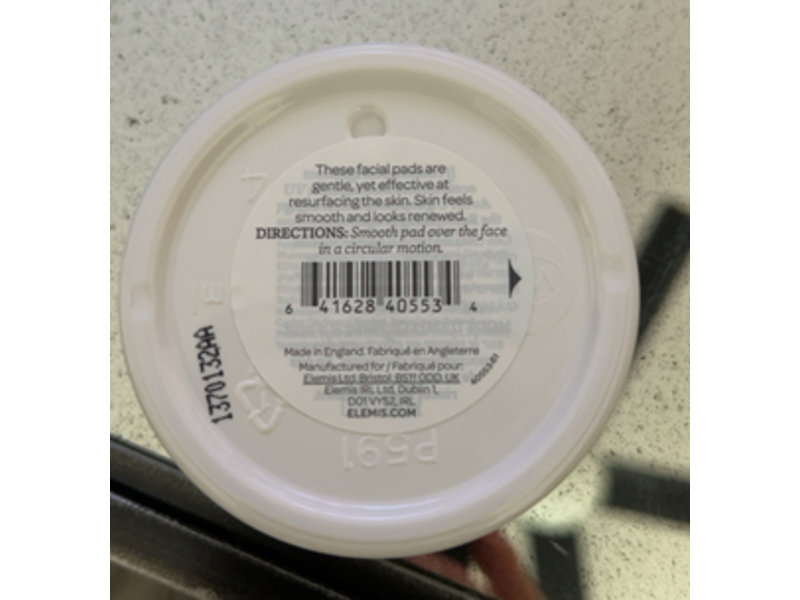 These facial pads are
gentle, yet effective at
resurfacing the skin. Skin feels
smooth and looks renewed.
DIRECTIONS: Smooth pad over the face
in a circular motion.
6 41628 40553 4
Made in England. Fabriqué en Angleterre
Manufactured for / Fabriqué pour:
Elemis Ltd, Bristol, BS11 0DD, UK
Elemis IRL Ltd, Dublin 1,
D01 VY52, IRL
ELEMIS.COM
1370132AA
P591